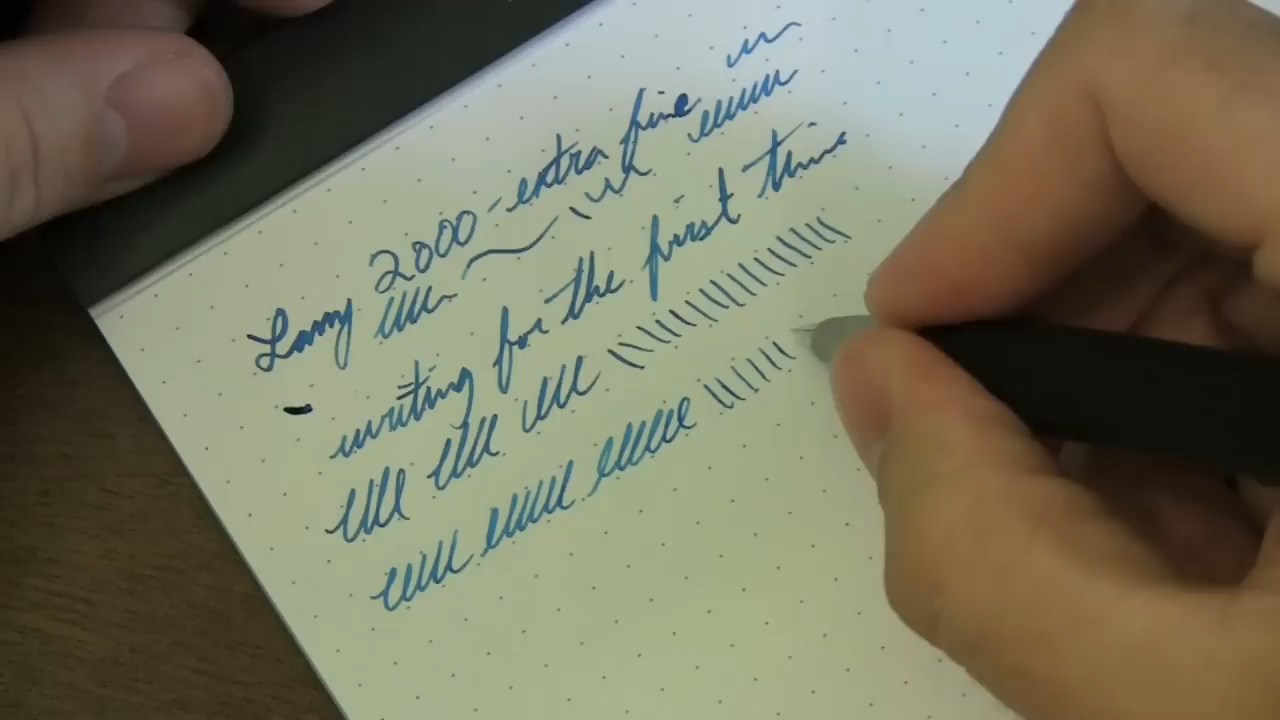 Lamy 2000 - extra fine
writing for the first time